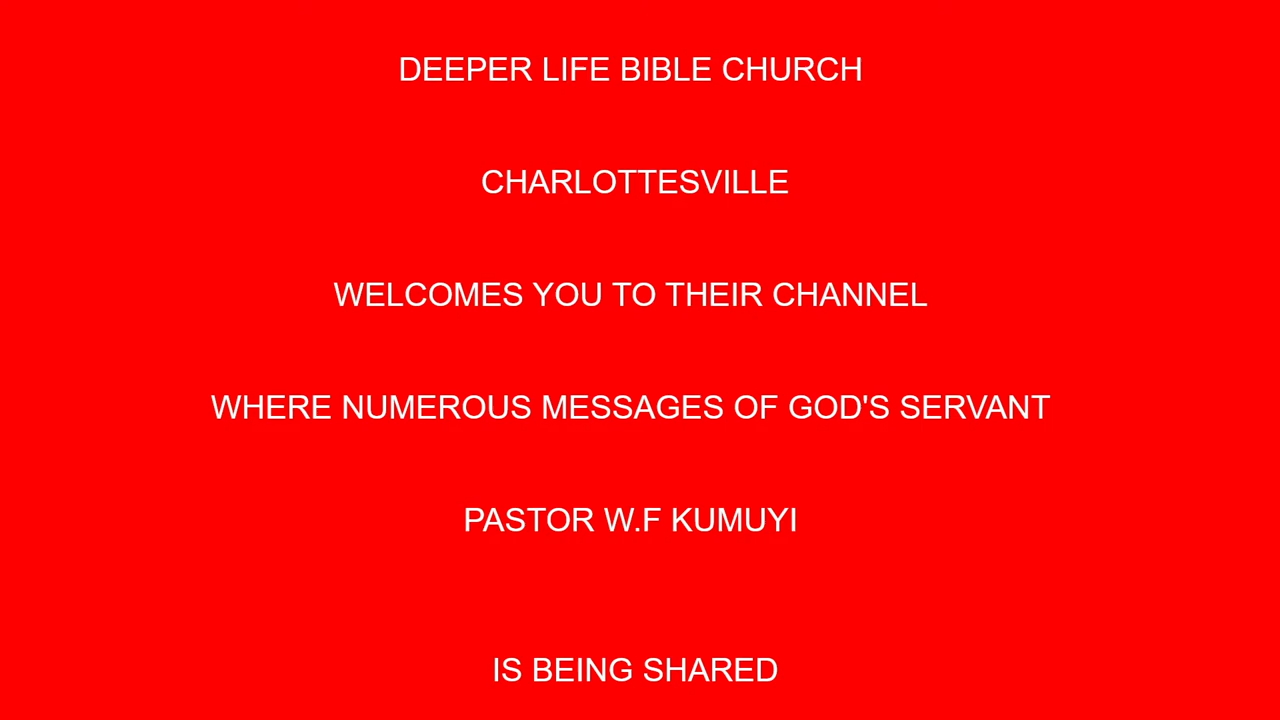 DEEPER LIFE BIBLE CHURCH
CHARLOTTESVILLE
WELCOMES YOU TO THEIR CHANNEL
WHERE NUMEROUS MESSAGES OF GOD'S SERVANT
PASTOR W.F KUMUYI
IS BEING SHARED